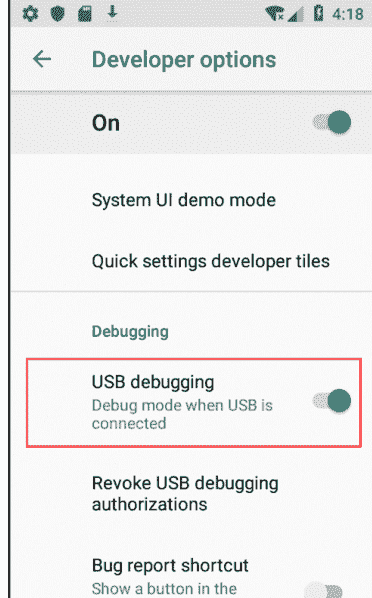 4:18
Developer options
On
System UI demo mode
Quick settings developer tiles
Debugging
USB debugging
Debug mode when USB is
connected
Revoke USB debugging
authorizations
Bug report shortcut
Show a button in the